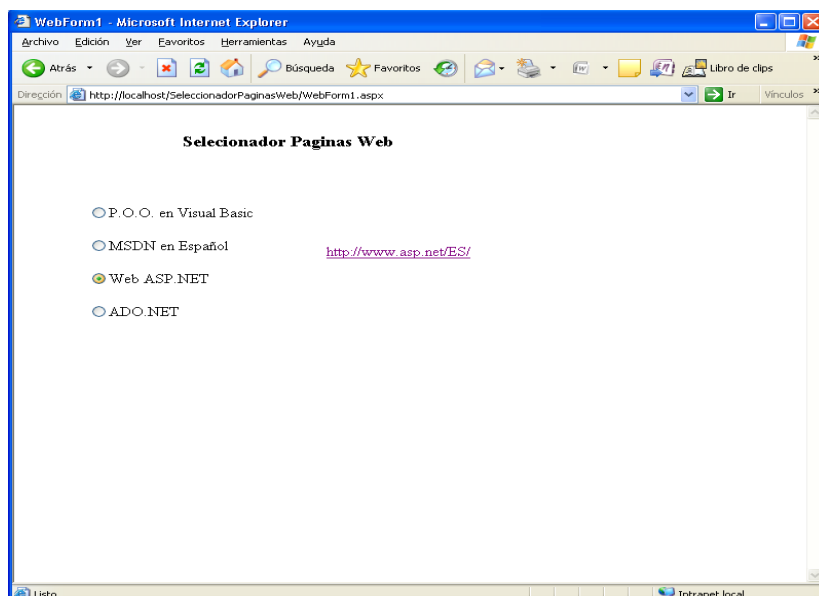 WebForm1 - Microsoft Internet Explorer
Archivo Edición Ver Favoritos Herramientas Ayuda
Atrás Búsqueda Favoritos Libro de clips »
Dirección http://localhost/SeleccionadorPaginasWeb/WebForm1.aspx Ir Vínculos »
Selecionador Paginas Web
P.O.O. en Visual Basic
MSDN en Español
http://www.asp.net/ES/
Web ASP.NET
ADO.NET
Listo Intranet local